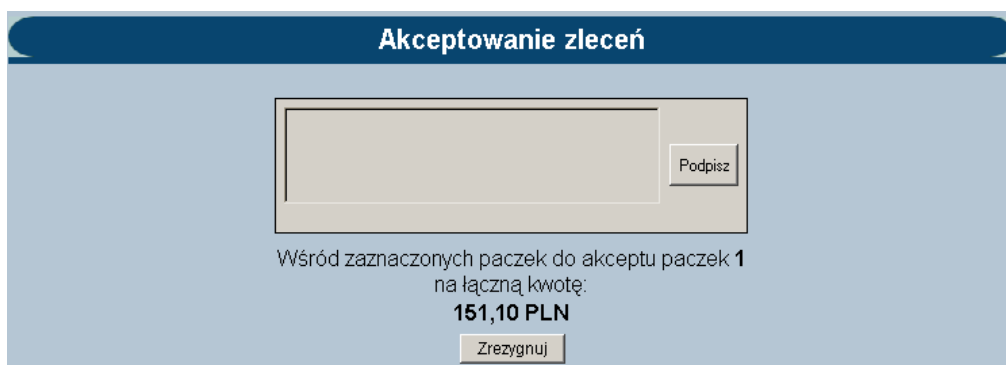 Akceptowanie zleceń
Podpisz
Wśród zaznaczonych paczek do akceptu paczek 1
na łączną kwotę:
151,10 PLN
Zrezygnuj